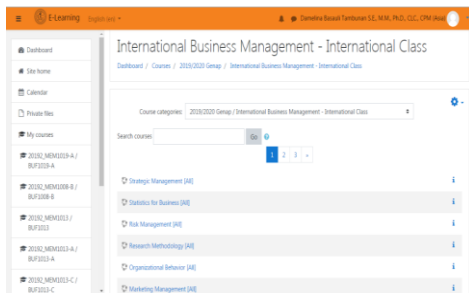 E-Learning English (en)
Damelina Basauli Tambunan S.E., M.M., Ph.D., CLC., CPM (Asia)
Dashboard
Site home
Calendar
Private files
My courses
20192_MEM1019-A /
BUF1019-A
20192_MEM1008-B /
BUF1008-B
20192_MEM1013 /
BUF1013
20192_MEM1013-A /
BUF1013-A
20192_MEM1013-C /
BUF1013-C
International Business Management - International Class
Dashboard / Courses / 2019/2020 Genap / International Business Management - International Class
Course categories: 2019/2020 Genap / International Business Management - International Class
Search courses: Go
1 2 3 »
Strategic Management [All]
Statistics for Business [All]
Risk Management [All]
Research Methodology [All]
Organizational Behavior [All]
Marketing Management [All]